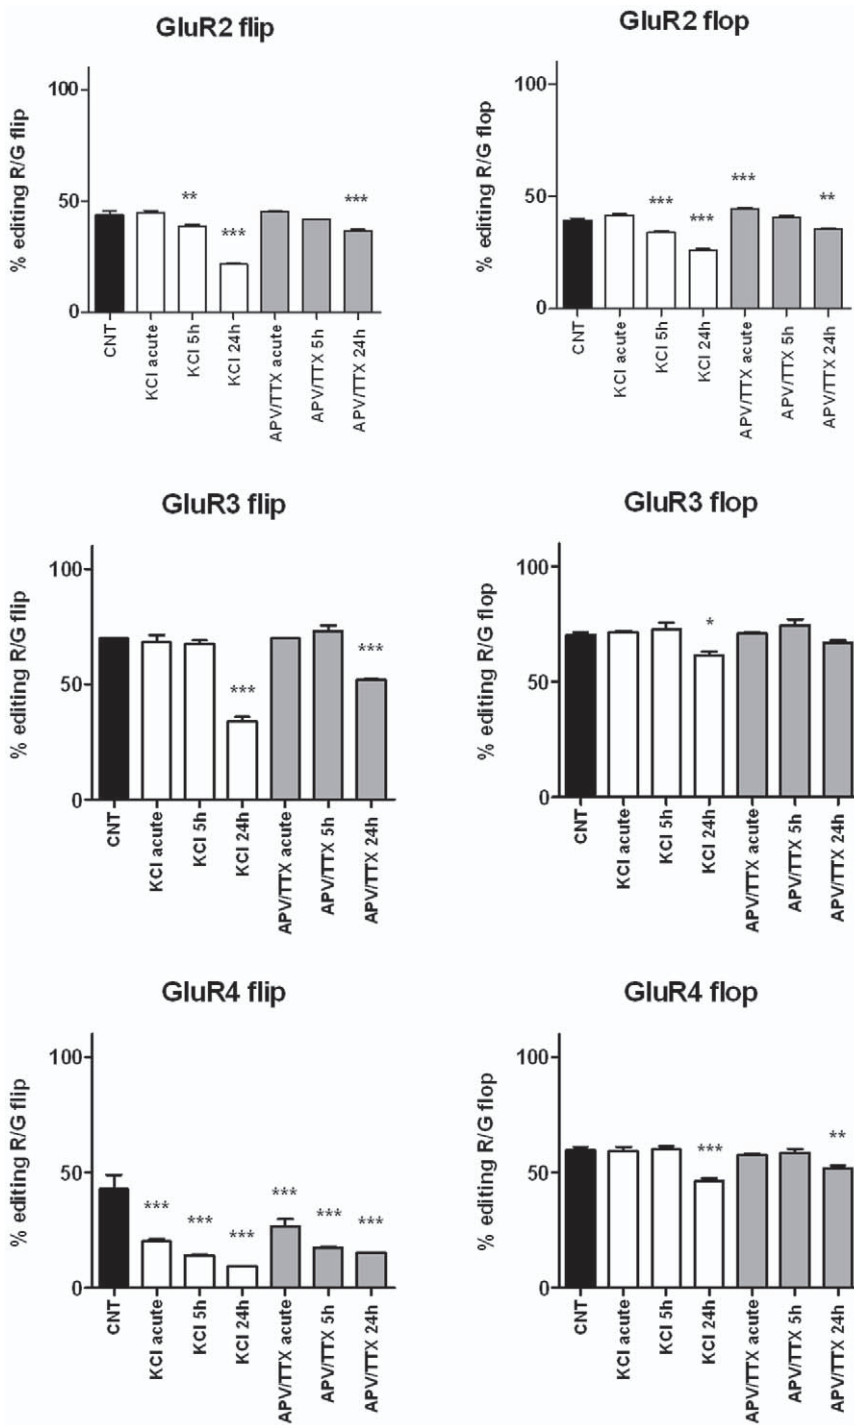 GluR2 flip
% editing R/G flip
100
50
0
**
***
***
CNT
KCl acute
KCl 5h
KCl 24h
APV/TTX acute
APV/TTX 5h
APV/TTX 24h
GluR2 flop
% editing R/G flop
100
50
0
***
***
***
**
CNT
KCl acute
KCl 5h
KCl 24h
APV/TTX acute
APV/TTX 5h
APV/TTX 24h
GluR3 flip
% editing R/G flip
100
50
0
***
***
CNT
KCl acute
KCl 5h
KCl 24h
APV/TTX acute
APV/TTX 5h
APV/TTX 24h
GluR3 flop
% editing R/G flop
100
50
0
*
CNT
KCl acute
KCl 5h
KCl 24h
APV/TTX acute
APV/TTX 5h
APV/TTX 24h
GluR4 flip
% editing R/G flip
100
50
0
***
***
***
***
***
***
CNT
KCl acute
KCl 5h
KCl 24h
APV/TTX acute
APV/TTX 5h
APV/TTX 24h
GluR4 flop
% editing R/G flop
100
50
0
***
**
CNT
KCl acute
KCl 5h
KCl 24h
APV/TTX acute
APV/TTX 5h
APV/TTX 24h